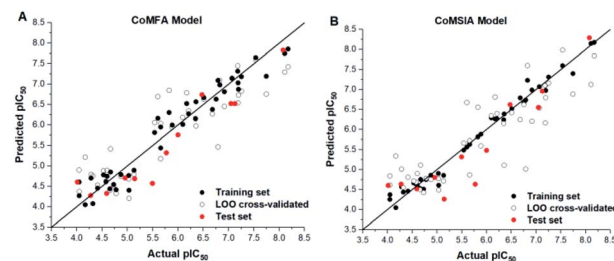 A
CoMFA Model
8.5
8.0
7.5
7.0
6.5
6.0
5.5
5.0
4.5
4.0
3.5
Predicted pIC50
3.5 4.0 4.5 5.0 5.5 6.0 6.5 7.0 7.5 8.0 8.5
Actual pIC50
Training set
LOO cross-validated
Test set
B
CoMSIA Model
8.5
8.0
7.5
7.0
6.5
6.0
5.5
5.0
4.5
4.0
3.5
Predicted pIC50
3.5 4.0 4.5 5.0 5.5 6.0 6.5 7.0 7.5 8.0 8.5
Actual pIC50
Training set
LOO cross-validated
Test set